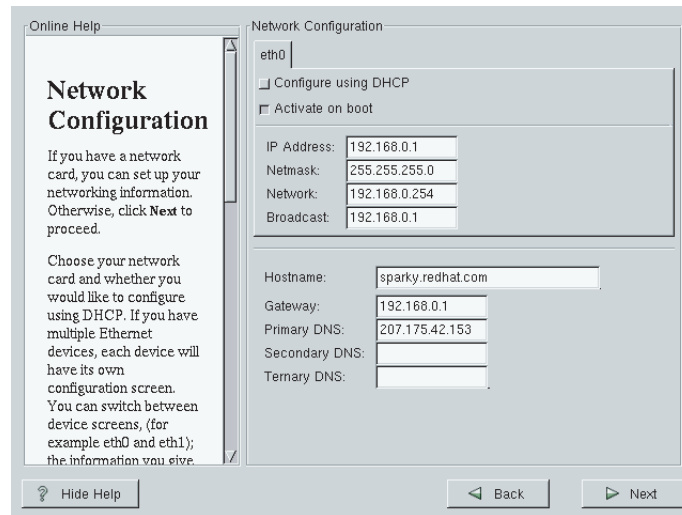 Online Help
Network
Configuration
If you have a network
card, you can set up your
networking information.
Otherwise, click Next to
proceed.
Choose your network
card and whether you
would like to configure
using DHCP. If you have
multiple Ethernet
devices, each device will
have its own
configuration screen.
You can switch between
device screens, (for
example eth0 and eth1);
the information you give
Network Configuration
eth0
Configure using DHCP
Activate on boot
IP Address: 192.168.0.1
Netmask: 255.255.255.0
Network: 192.168.0.254
Broadcast: 192.168.0.1
Hostname: sparky.redhat.com
Gateway: 192.168.0.1
Primary DNS: 207.175.42.153
Secondary DNS:
Ternary DNS:
? Hide Help
Back
Next